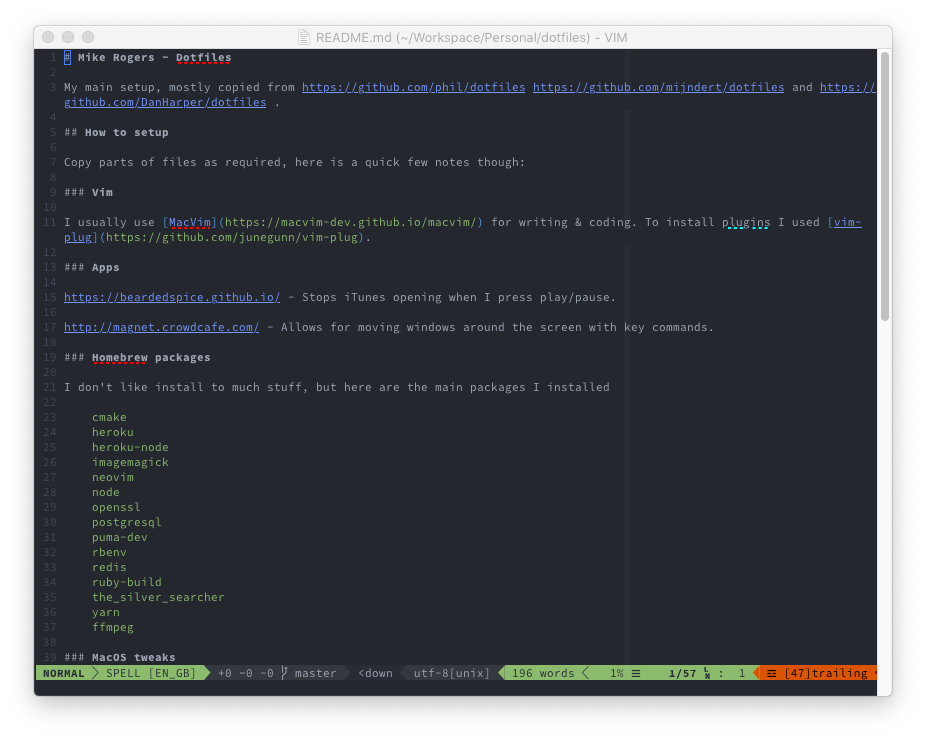 README.md (~/Workspace/Personal/dotfiles) - VIM
1 # Mike Rogers - Dotfiles
2
3 My main setup, mostly copied from https://github.com/phil/dotfiles https://github.com/mijndert/dotfiles and https://
github.com/DanHarper/dotfiles .
4
5 ## How to setup
6
7 Copy parts of files as required, here is a quick few notes though:
8
9 ### Vim
10
11 I usually use [MacVim](https://macvim-dev.github.io/macvim/) for writing & coding. To install plugins I used [vim-
plug](https://github.com/junegunn/vim-plug).
12
13 ### Apps
14
15 https://beardedspice.github.io/ - Stops iTunes opening when I press play/pause.
16
17 http://magnet.crowdcafe.com/ - Allows for moving windows around the screen with key commands.
18
19 ### Homebrew packages
20
21 I don't like install to much stuff, but here are the main packages I installed
22
23 cmake
24 heroku
25 heroku-node
26 imagemagick
27 neovim
28 node
29 openssl
30 postgresql
31 puma-dev
32 rbenv
33 redis
34 ruby-build
35 the_silver_searcher
36 yarn
37 ffmpeg
38
39 ### MacOS tweaks
NORMAL SPELL [EN_GB] +0 ~0 -0 master <down utf-8[unix] 196 words 1% ☰ 1/57 LN : 1 ☲ [47]trailing